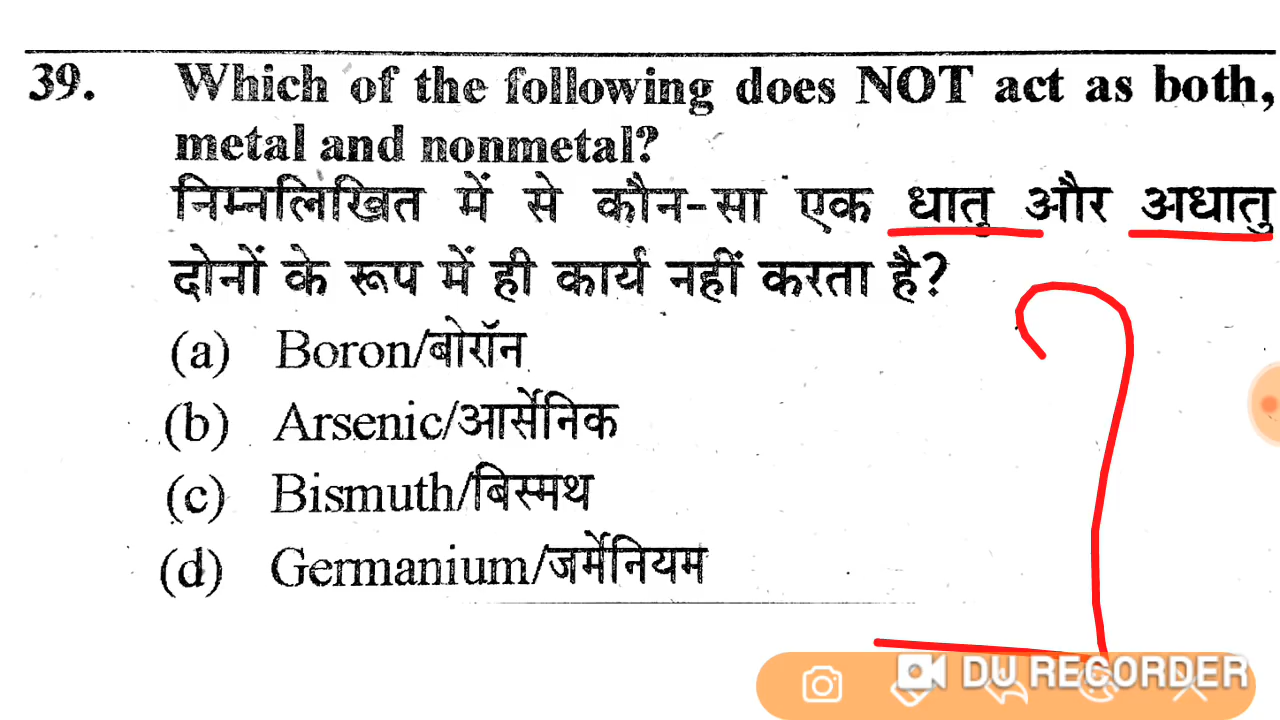 39. Which of the following does NOT act as both,
metal and nonmetal?
निम्नलिखित में से कौन-सा एक धातु और अधातु
दोनों के रूप में ही कार्य नहीं करता है?
(a) Boron/बोरॉन
(b) Arsenic/आर्सेनिक
(c) Bismuth/बिस्मथ
(d) Germanium/जर्मेनियम
DU RECORDER